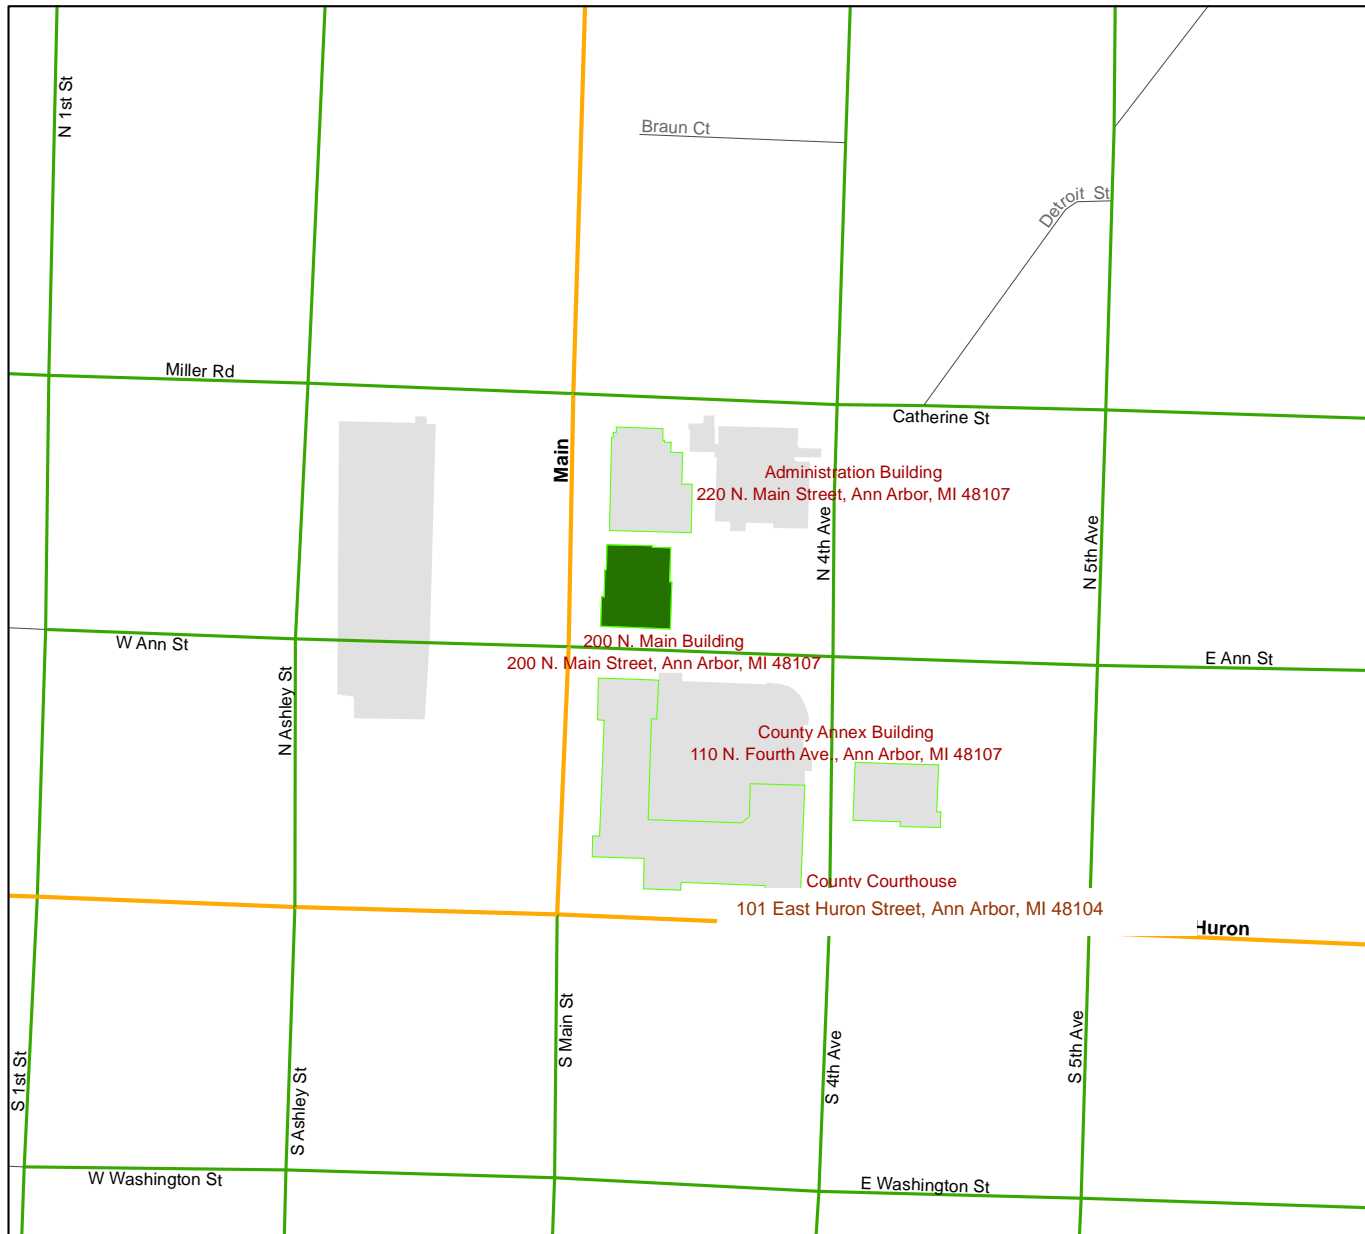 N 1st St
Braun Ct
Detroit St
Miller Rd
Catherine St
Main
Administration Building
220 N. Main Street, Ann Arbor, MI 48107
N 4th Ave
N 5th Ave
W Ann St
200 N. Main Building
200 N. Main Street, Ann Arbor, MI 48107
E Ann St
N Ashley St
County Annex Building
110 N. Fourth Ave., Ann Arbor, MI 48107
County Courthouse
101 East Huron Street, Ann Arbor, MI 48104
Huron
S 1st St
S Ashley St
S Main St
S 4th Ave
S 5th Ave
W Washington St
E Washington St